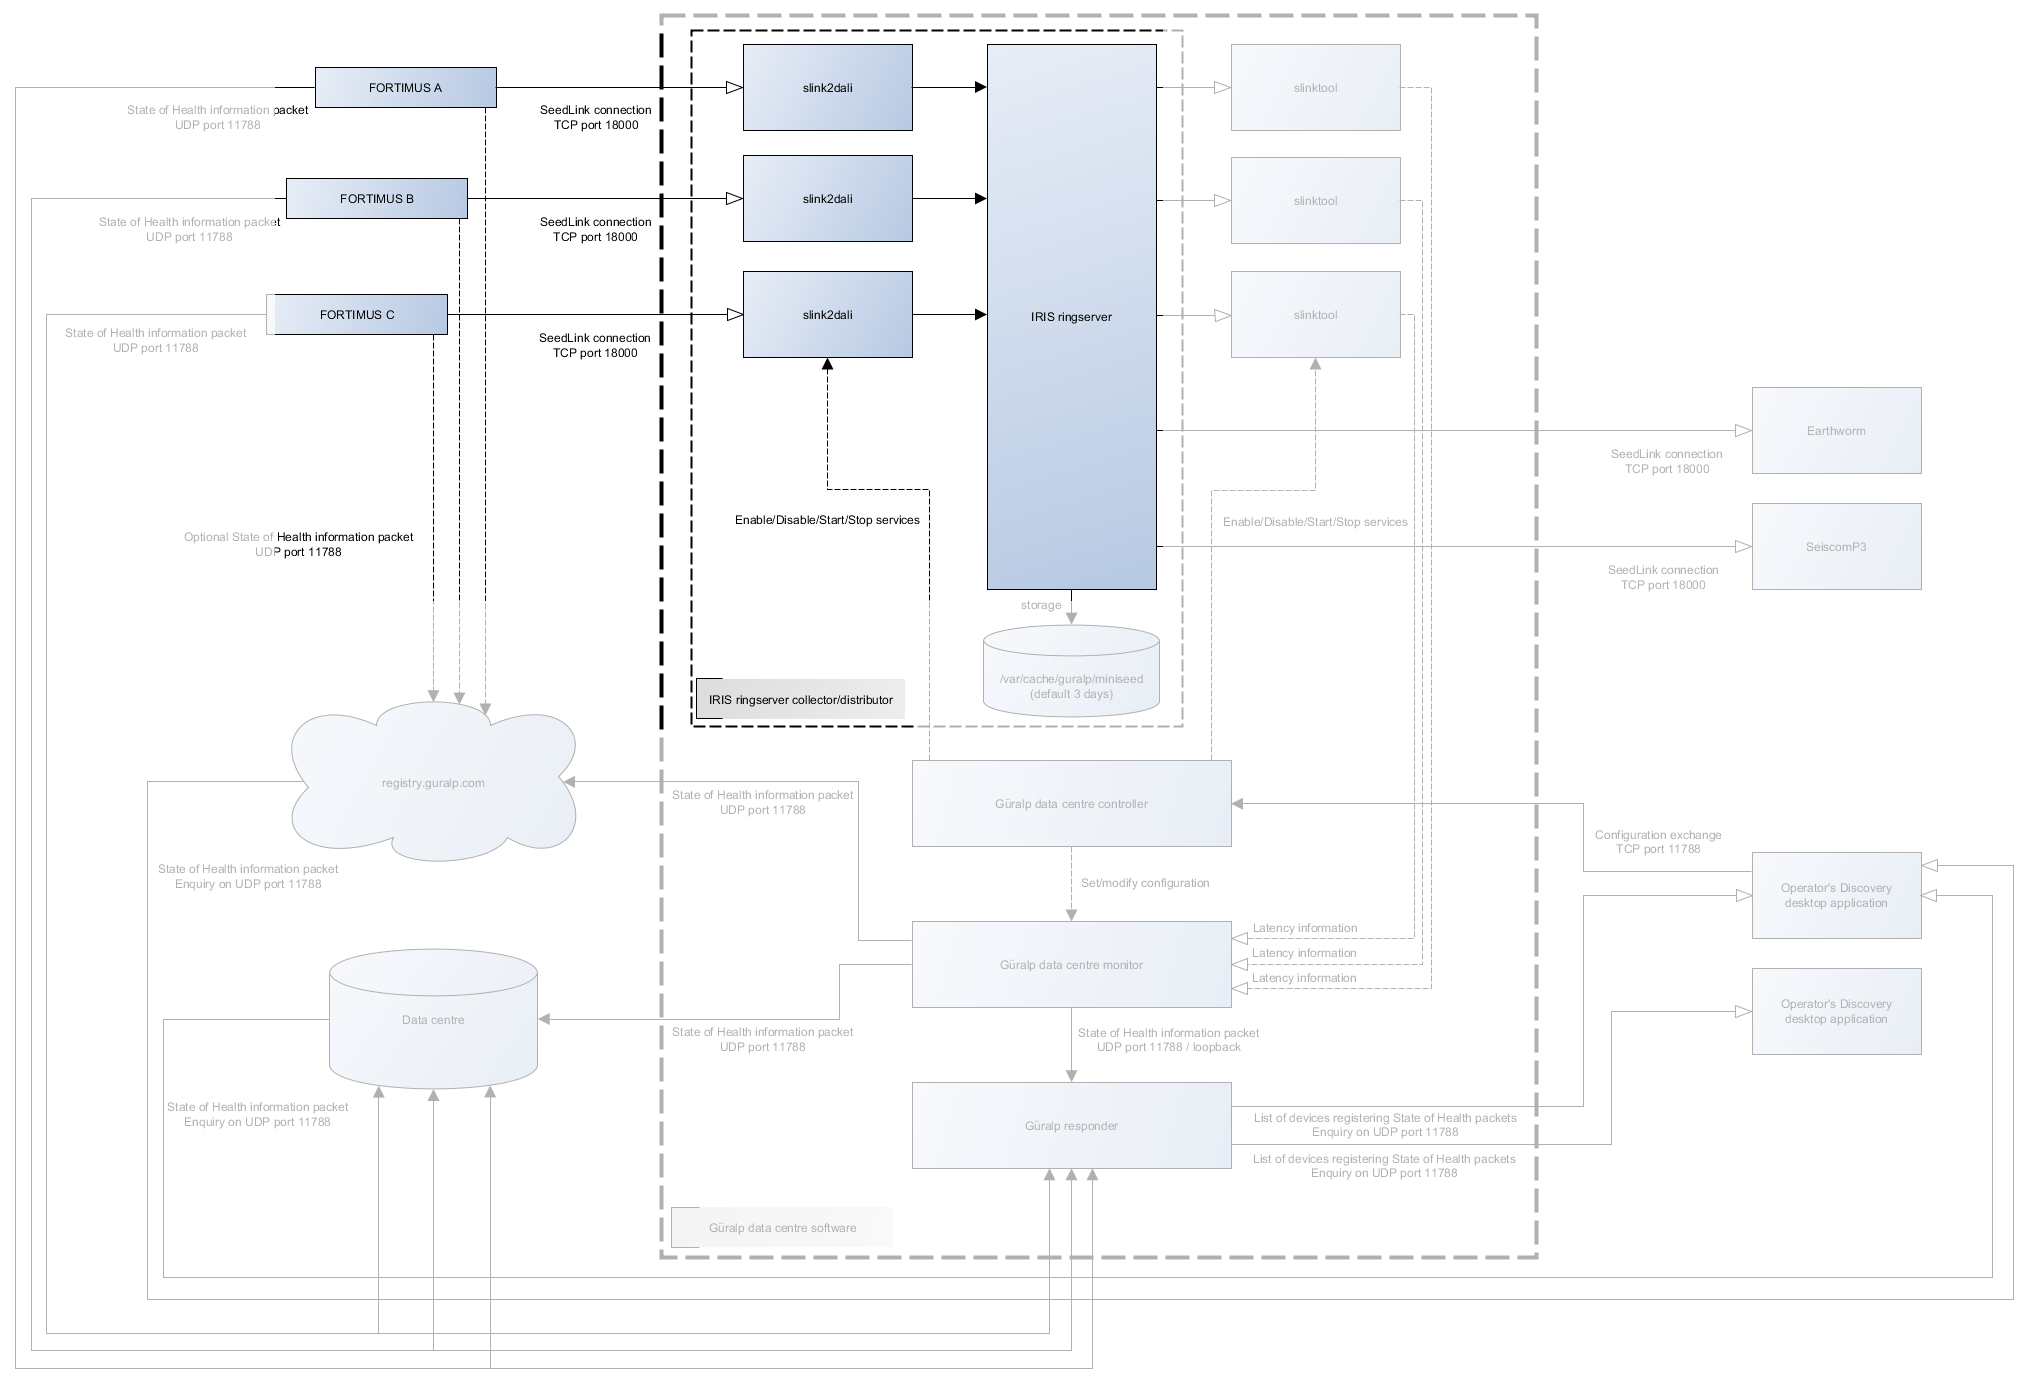 FORTIMUS A
State of Health information packet
UDP port 11788
SeedLink connection
TCP port 18000
slink2dali
slinktool
FORTIMUS B
State of Health information packet
UDP port 11788
SeedLink connection
TCP port 18000
slink2dali
slinktool
FORTIMUS C
State of Health information packet
UDP port 11788
SeedLink connection
TCP port 18000
slink2dali
IRIS ringserver
slinktool
Earthworm
SeedLink connection
TCP port 18000
Enable/Disable/Start/Stop services
Enable/Disable/Start/Stop services
Optional State of Health information packet
UDP port 11788
SeiscomP3
SeedLink connection
TCP port 18000
storage
/var/cache/guralp/miniseed
(default 3 days)
IRIS ringserver collector/distributor
registry.guralp.com
State of Health information packet
UDP port 11788
Güralp data centre controller
Configuration exchange
TCP port 11788
State of Health information packet
Enquiry on UDP port 11788
Set/modify configuration
Operator's Discovery
desktop application
Latency information
Latency information
Latency information
Güralp data centre monitor
Data centre
State of Health information packet
UDP port 11788
State of Health information packet
UDP port 11788 / loopback
Operator's Discovery
desktop application
State of Health information packet
Enquiry on UDP port 11788
Güralp responder
List of devices registering State of Health packets
Enquiry on UDP port 11788
List of devices registering State of Health packets
Enquiry on UDP port 11788
Güralp data centre software